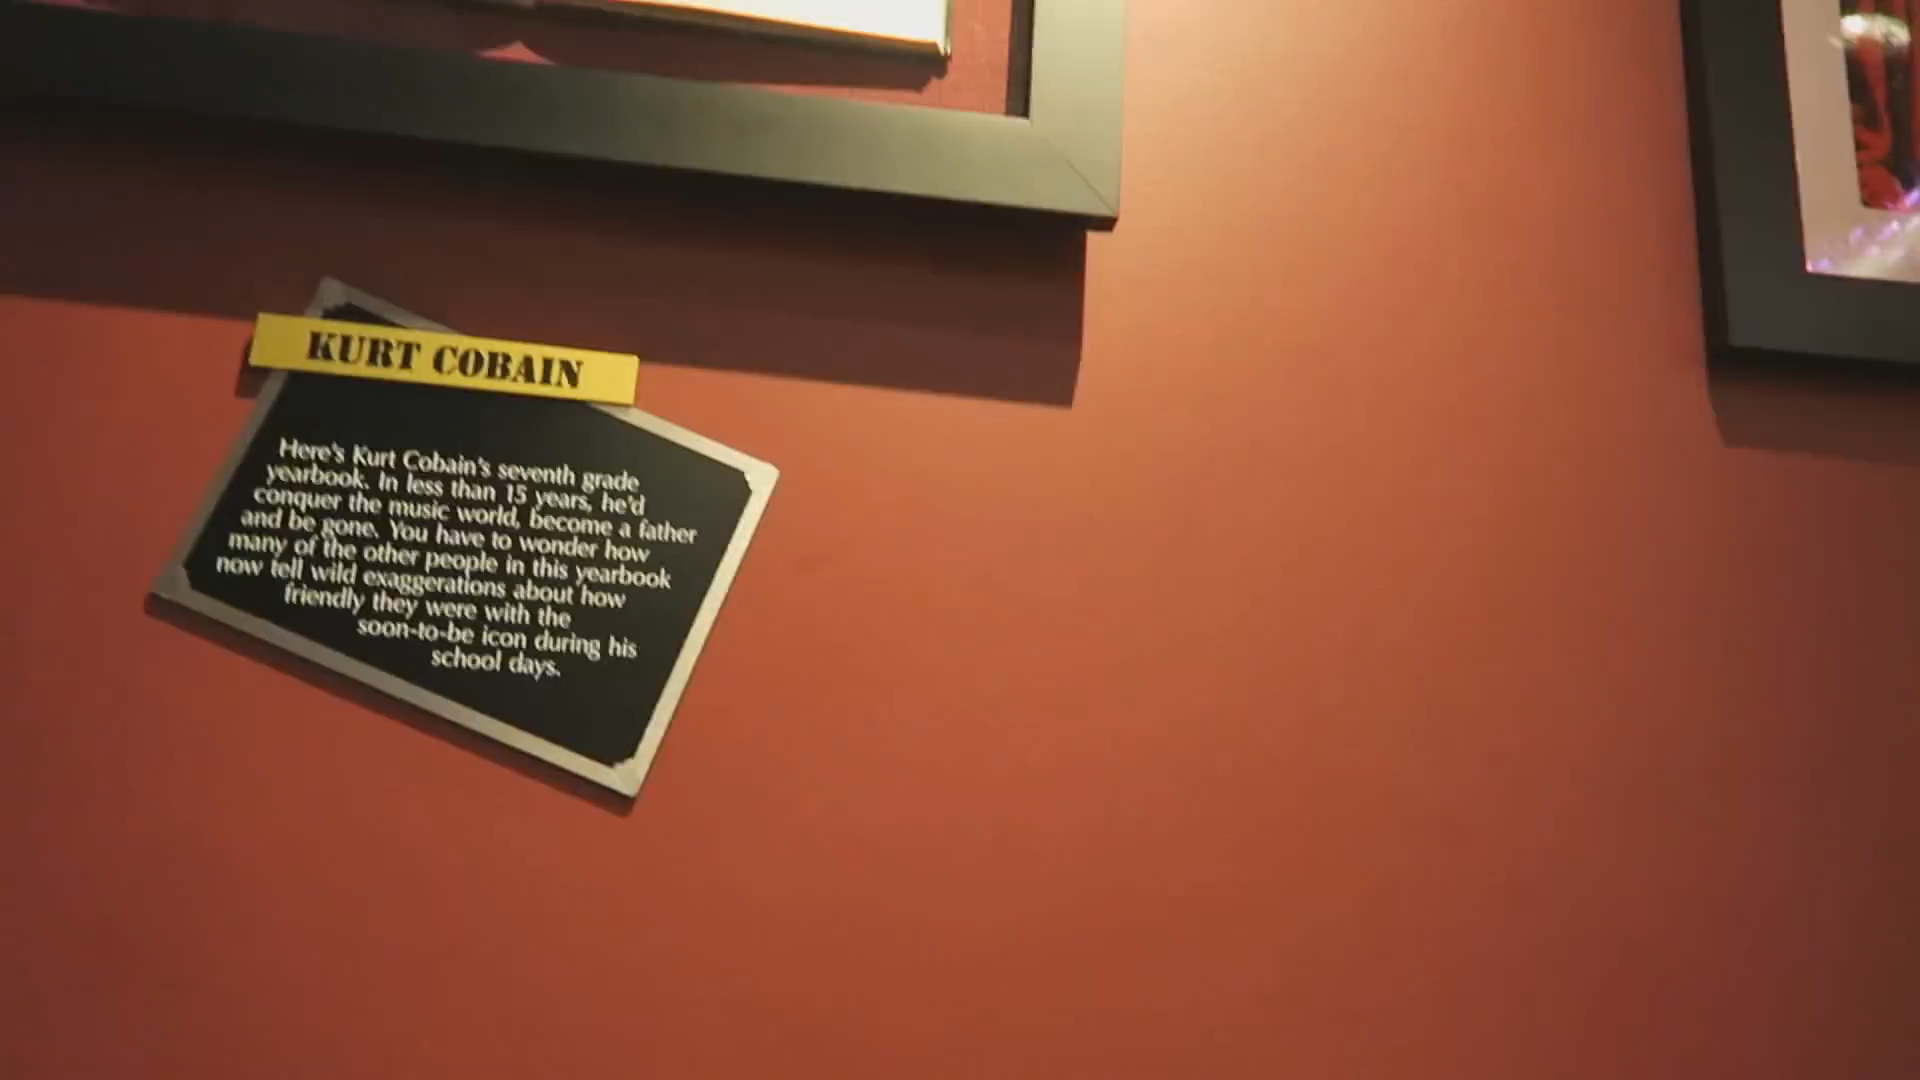 KURT COBAIN
Here's Kurt Cobain's seventh grade
yearbook. In less than 15 years, he'd
conquer the music world, become a father
and be gone. You have to wonder how
many of the other people in this yearbook
now tell wild exaggerations about how
friendly they were with the
soon-to-be icon during his
school days.